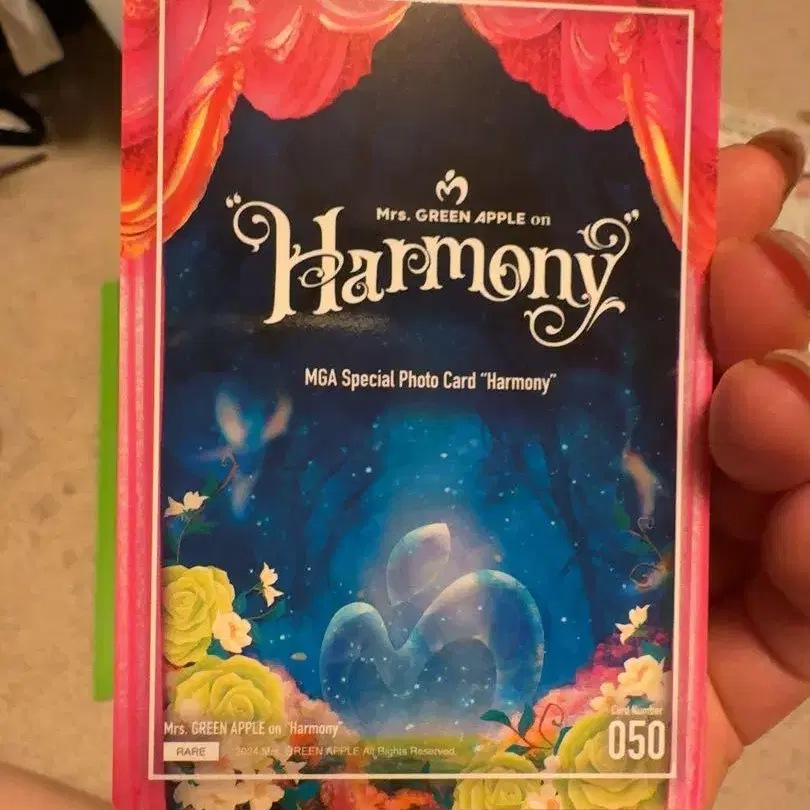 Mrs. GREEN APPLE on
"Harmony"
MGA Special Photo Card "Harmony"
Mrs. GREEN APPLE on "Harmony"
RARE
2024 Mrs. GREEN APPLE All Rights Reserved.
Card Number
050